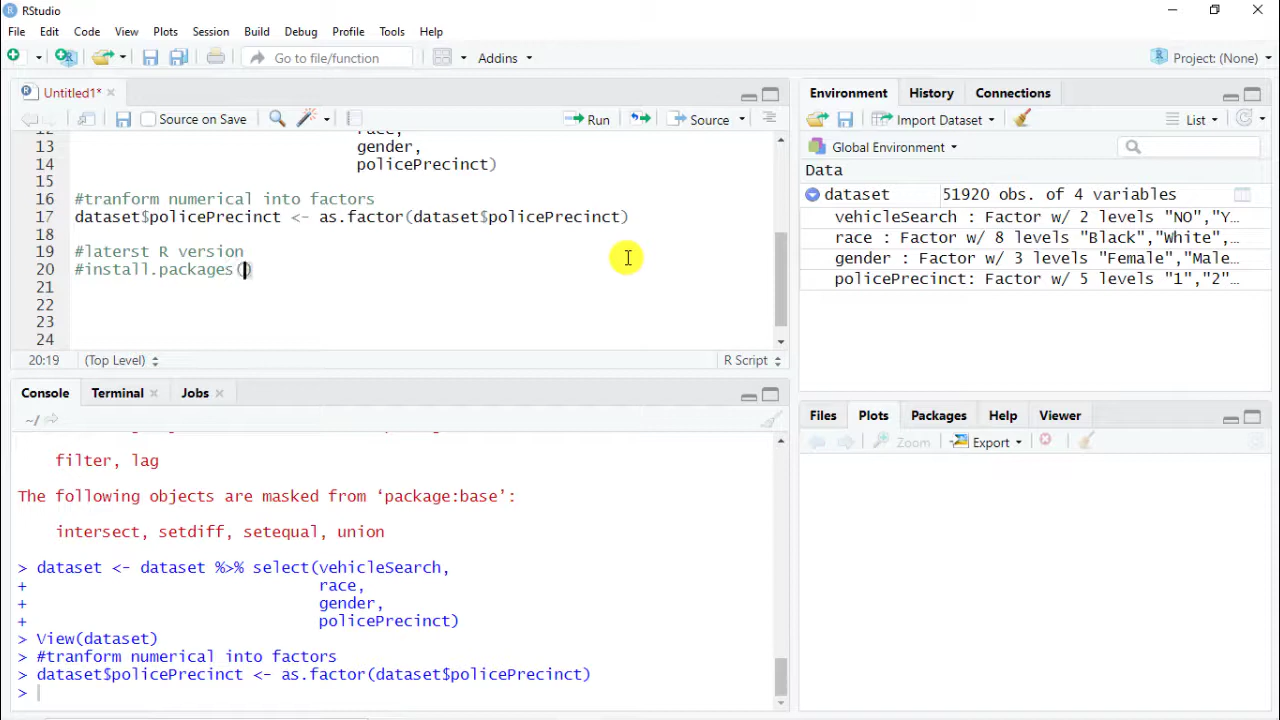 RStudio
File Edit Code View Plots Session Build Debug Profile Tools Help
Go to file/function Addins Project: (None)
Untitled1* Environment History Connections
Source on Save Run Source Import Dataset List
Global Environment
Data
dataset 51920 obs. of 4 variables
vehicleSearch : Factor w/ 2 levels "NO","Y…
race : Factor w/ 8 levels "Black","White",…
gender : Factor w/ 3 levels "Female","Male…
policePrecinct: Factor w/ 5 levels "1","2"…
race,
13 gender,
14 policePrecinct)
15
16 #tranform numerical into factors
17 dataset$policePrecinct <- as.factor(dataset$policePrecinct)
18
19 #laterst R version
20 #install.packages()
21
22
23
24
20:19 (Top Level) R Script
Console Terminal Jobs
~/
filter, lag
The following objects are masked from ‘package:base’:
intersect, setdiff, setequal, union
> dataset <- dataset %>% select(vehicleSearch,
+ race,
+ gender,
+ policePrecinct)
> View(dataset)
> #tranform numerical into factors
> dataset$policePrecinct <- as.factor(dataset$policePrecinct)
>
Files Plots Packages Help Viewer
Zoom Export